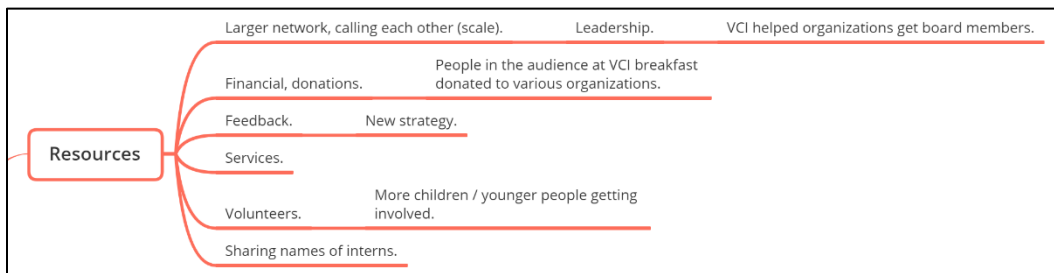 Larger network, calling each other (scale). Leadership. VCI helped organizations get board members.
People in the audience at VCI breakfast
Financial, donations. donated to various organizations.
Feedback. New strategy.
Resources
Services.
More children / younger people getting
Volunteers. involved.
Sharing names of interns.